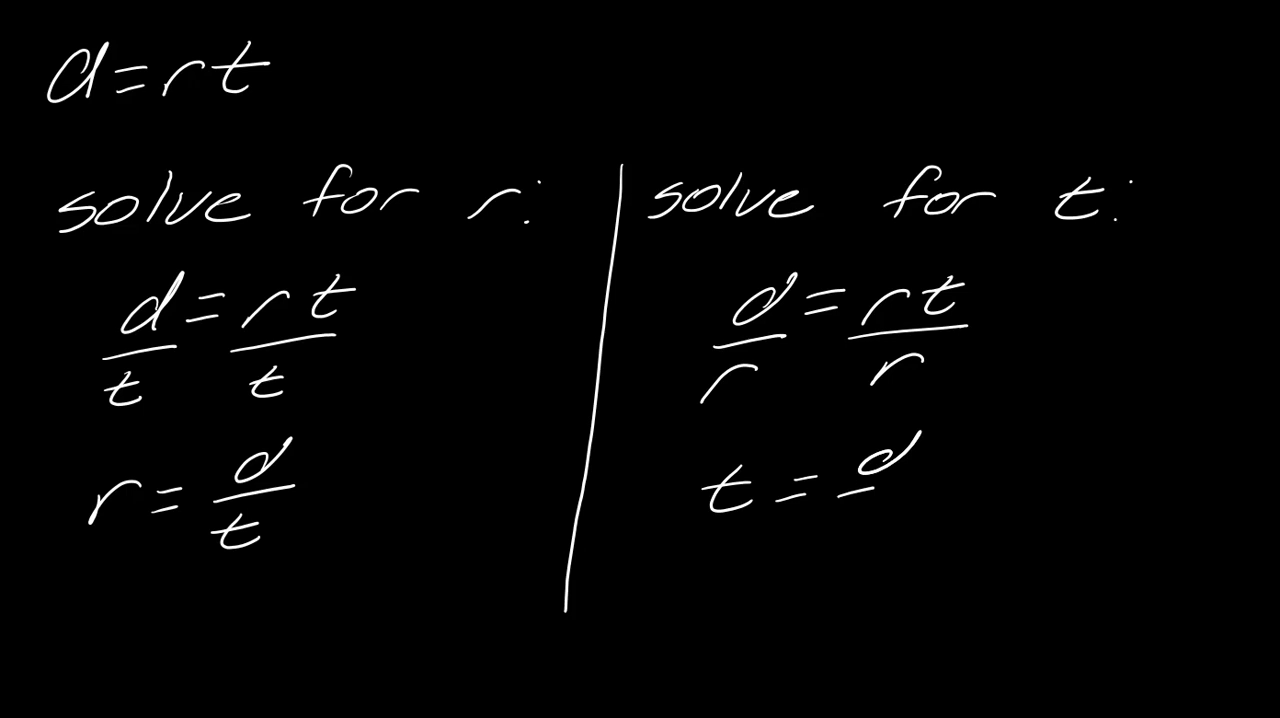 d=rt
solve for r:
d=rt
t t
r=d
t
solve for t:
d=rt
r r
t=d